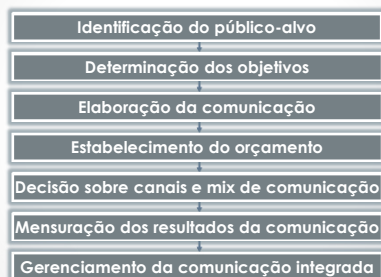 Identificação do público-alvo
Determinação dos objetivos
Elaboração da comunicação
Estabelecimento do orçamento
Decisão sobre canais e mix de comunicação
Mensuração dos resultados da comunicação
Gerenciamento da comunicação integrada